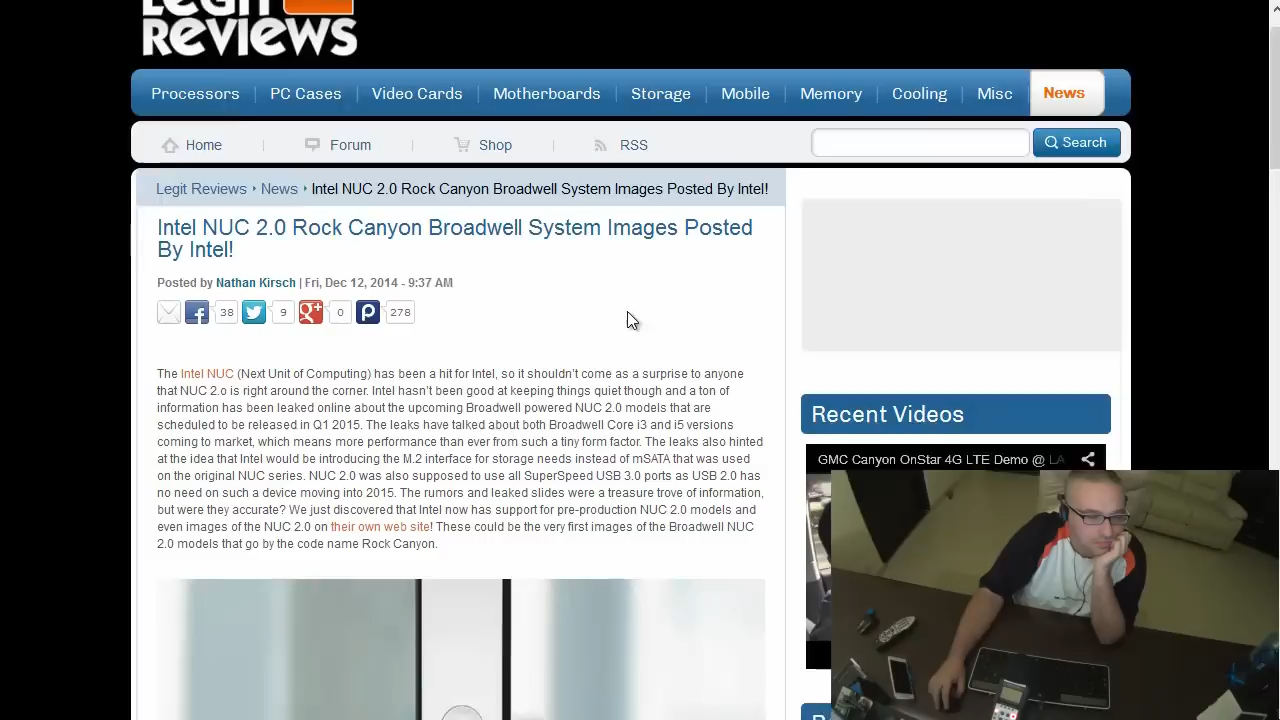 LEGIT
REVIEWS
Processors
PC Cases
Video Cards
Motherboards
Storage
Mobile
Memory
Cooling
Misc
News
Home
Forum
Shop
RSS
Search
Legit Reviews News Intel NUC 2.0 Rock Canyon Broadwell System Images Posted By Intel!
Intel NUC 2.0 Rock Canyon Broadwell System Images Posted
By Intel!
Posted by Nathan Kirsch | Fri, Dec 12, 2014 - 9:37 AM
38
9
0
278
The Intel NUC (Next Unit of Computing) has been a hit for Intel, so it shouldn't come as a surprise to anyone
that NUC 2.o is right around the corner. Intel hasn't been good at keeping things quiet though and a ton of
information has been leaked online about the upcoming Broadwell powered NUC 2.0 models that are
scheduled to be released in Q1 2015. The leaks have talked about both Broadwell Core i3 and i5 versions
coming to market, which means more performance than ever from such a tiny form factor. The leaks also hinted
at the idea that Intel would be introducing the M.2 interface for storage needs instead of mSATA that was used
on the original NUC series. NUC 2.0 was also supposed to use all SuperSpeed USB 3.0 ports as USB 2.0 has
no need on such a device moving into 2015. The rumors and leaked slides were a treasure trove of information,
but were they accurate? We just discovered that Intel now has support for pre-production NUC 2.0 models and
even images of the NUC 2.0 on their own web site! These could be the very first images of the Broadwell NUC
2.0 models that go by the code name Rock Canyon.
Recent Videos
GMC Canyon OnStar 4G LTE Demo @ LA